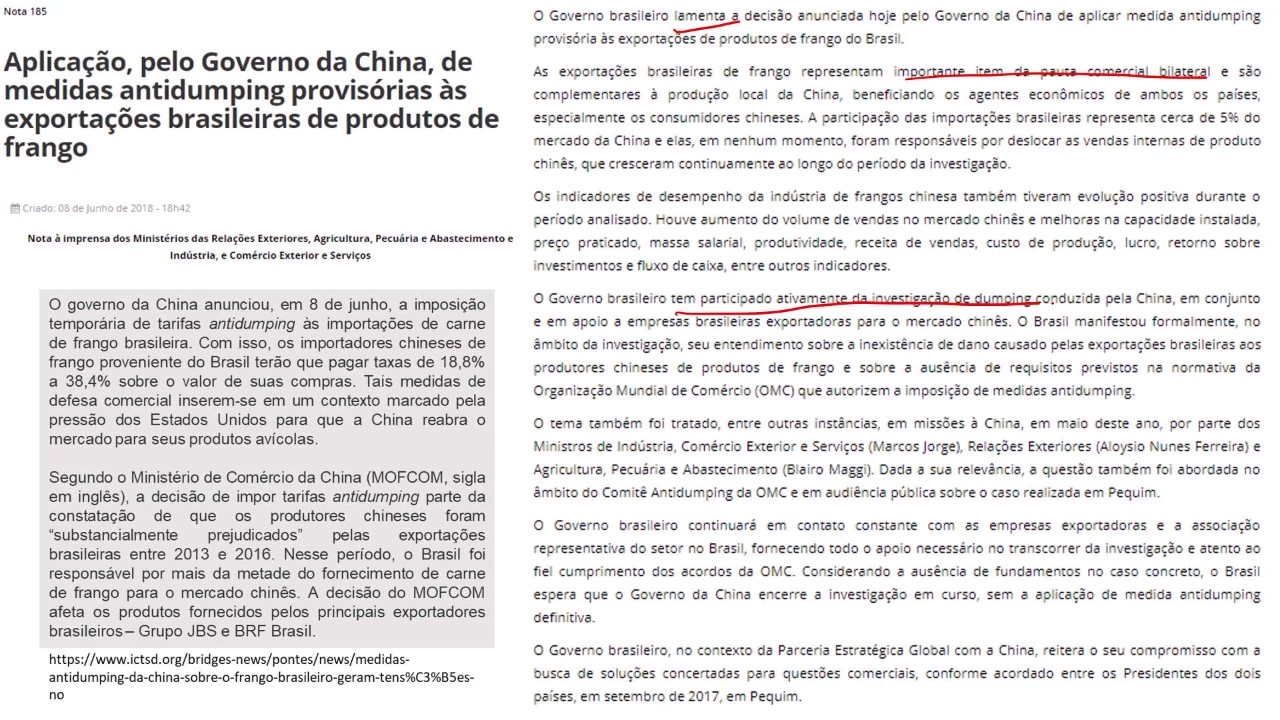 Nota 185
Aplicação, pelo Governo da China, de
medidas antidumping provisórias às
exportações brasileiras de produtos de
frango
Criado: 08 de Junho de 2018 - 18h42
Nota à imprensa dos Ministérios das Relações Exteriores, Agricultura, Pecuária e Abastecimento e
Indústria, e Comércio Exterior e Serviços
O governo da China anunciou, em 8 de junho, a imposição
temporária de tarifas antidumping às importações de carne
de frango brasileira. Com isso, os importadores chineses de
frango proveniente do Brasil terão que pagar taxas de 18,8%
a 38,4% sobre o valor de suas compras. Tais medidas de
defesa comercial inserem-se em um contexto marcado pela
pressão dos Estados Unidos para que a China reabra o
mercado para seus produtos avícolas.
Segundo o Ministério de Comércio da China (MOFCOM, sigla
em inglês), a decisão de impor tarifas antidumping parte da
constatação de que os produtores chineses foram
“substancialmente prejudicados” pelas exportações
brasileiras entre 2013 e 2016. Nesse período, o Brasil foi
responsável por mais da metade do fornecimento de carne
de frango para o mercado chinês. A decisão do MOFCOM
afeta os produtos fornecidos pelos principais exportadores
brasileiros – Grupo JBS e BRF Brasil.
https://www.ictsd.org/bridges-news/pontes/news/medidas-
antidumping-da-china-sobre-o-frango-brasileiro-geram-tens%C3%B5es-
no
O Governo brasileiro lamenta a decisão anunciada hoje pelo Governo da China de aplicar medida antidumping
provisória às exportações de produtos de frango do Brasil.
As exportações brasileiras de frango representam importante item da pauta comercial bilateral e são
complementares à produção local da China, beneficiando os agentes econômicos de ambos os países,
especialmente os consumidores chineses. A participação das importações brasileiras representa cerca de 5% do
mercado da China e elas, em nenhum momento, foram responsáveis por deslocar as vendas internas de produto
chinês, que cresceram continuamente ao longo do período da investigação.
Os indicadores de desempenho da indústria de frangos chinesa também tiveram evolução positiva durante o
período analisado. Houve aumento do volume de vendas no mercado chinês e melhoras na capacidade instalada,
preço praticado, massa salarial, produtividade, receita de vendas, custo de produção, lucro, retorno sobre
investimentos e fluxo de caixa, entre outros indicadores.
O Governo brasileiro tem participado ativamente da investigação de dumping conduzida pela China, em conjunto
e em apoio a empresas brasileiras exportadoras para o mercado chinês. O Brasil manifestou formalmente, no
âmbito da investigação, seu entendimento sobre a inexistência de dano causado pelas exportações brasileiras aos
produtores chineses de produtos de frango e sobre a ausência de requisitos previstos na normativa da
Organização Mundial de Comércio (OMC) que autorizem a imposição de medidas antidumping.
O tema também foi tratado, entre outras instâncias, em missões à China, em maio deste ano, por parte dos
Ministros de Indústria, Comércio Exterior e Serviços (Marcos Jorge), Relações Exteriores (Aloysio Nunes Ferreira) e
Agricultura, Pecuária e Abastecimento (Blairo Maggi). Dada a sua relevância, a questão também foi abordada no
âmbito do Comitê Antidumping da OMC e em audiência pública sobre o caso realizada em Pequim.
O Governo brasileiro continuará em contato constante com as empresas exportadoras e a associação
representativa do setor no Brasil, fornecendo todo o apoio necessário no transcorrer da investigação e atento ao
fiel cumprimento dos acordos da OMC. Considerando a ausência de fundamentos no caso concreto, o Brasil
espera que o Governo da China encerre a investigação em curso, sem a aplicação de medida antidumping
definitiva.
O Governo brasileiro, no contexto da Parceria Estratégica Global com a China, reitera o seu compromisso com a
busca de soluções concertadas para questões comerciais, conforme acordado entre os Presidentes dos dois
países, em setembro de 2017, em Pequim.